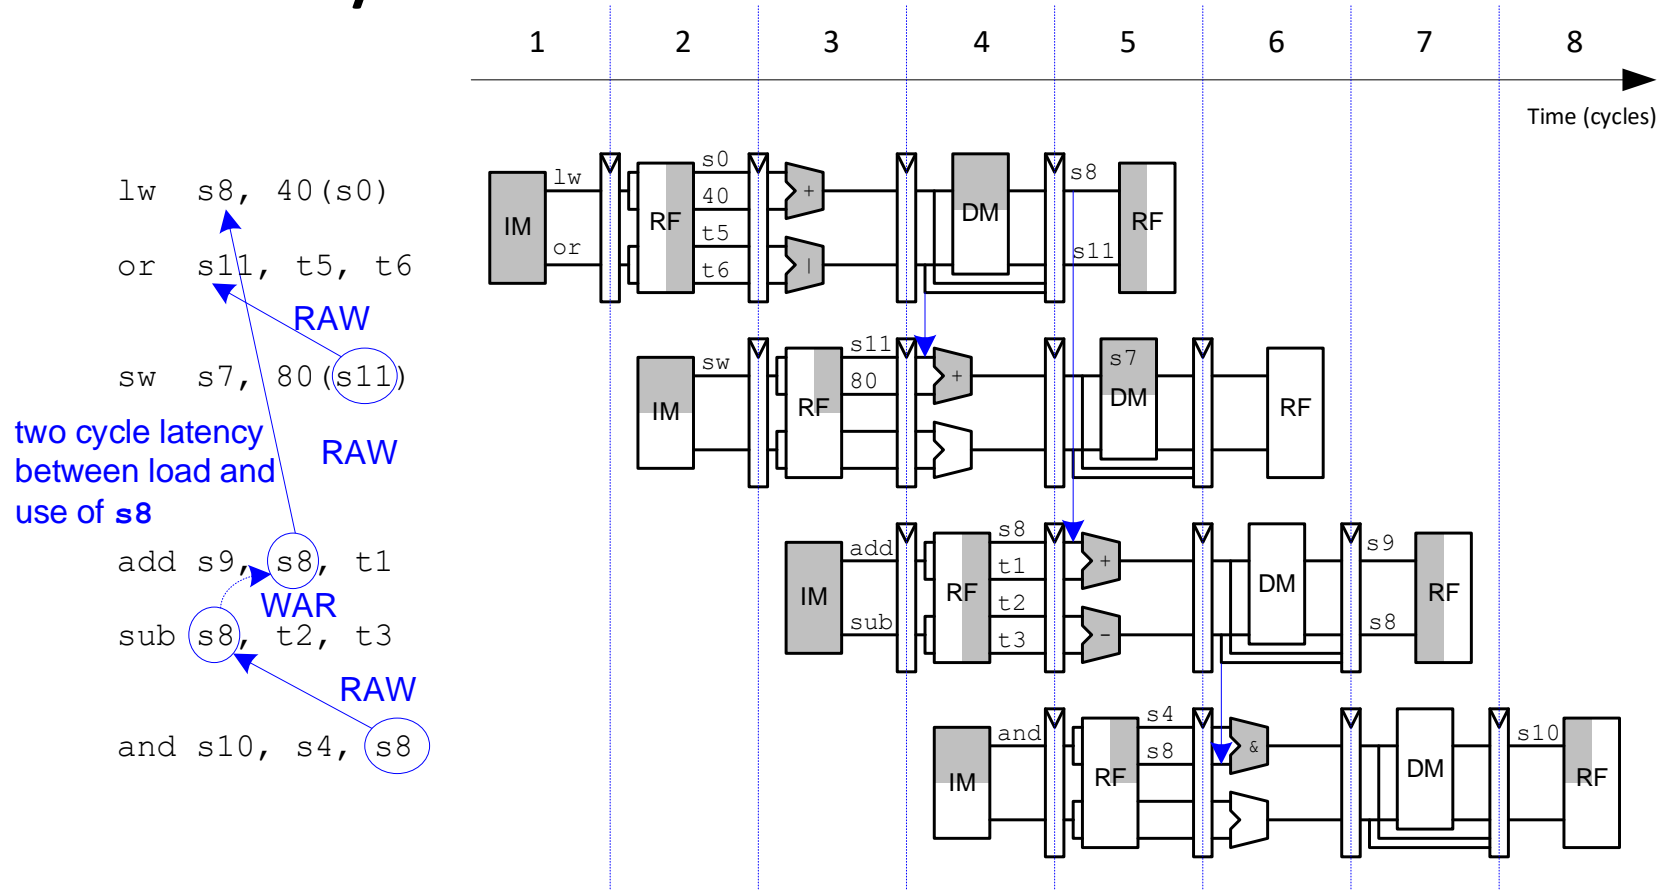 1 2 3 4 5 6 7 8
Time (cycles)
lw s8, 40(s0)
or s11, t5, t6
RAW
sw s7, 80(s11)
two cycle latency
between load and
use of s8
RAW
add s9, s8, t1
WAR
sub s8, t2, t3
RAW
and s10, s4, s8
IM
lw
or
RF
s0
40
t5
t6
+
|
DM
s8
s11
RF
IM
sw
RF
s11
80
+
s7
DM
RF
IM
add
sub
RF
s8
t1
t2
t3
+
-
DM
s9
s8
RF
IM
and
RF
s4
s8
&
DM
s10
RF